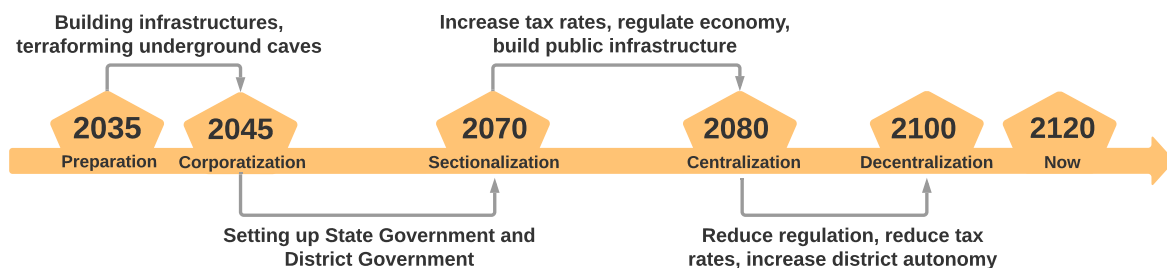 Building infrastructures,
terraforming underground caves
Increase tax rates, regulate economy,
build public infrastructure
2035
2045
2070
2080
2100
2120
Preparation
Corporatization
Sectionalization
Centralization
Decentralization
Now
Setting up State Government and
District Government
Reduce regulation, reduce tax
rates, increase district autonomy